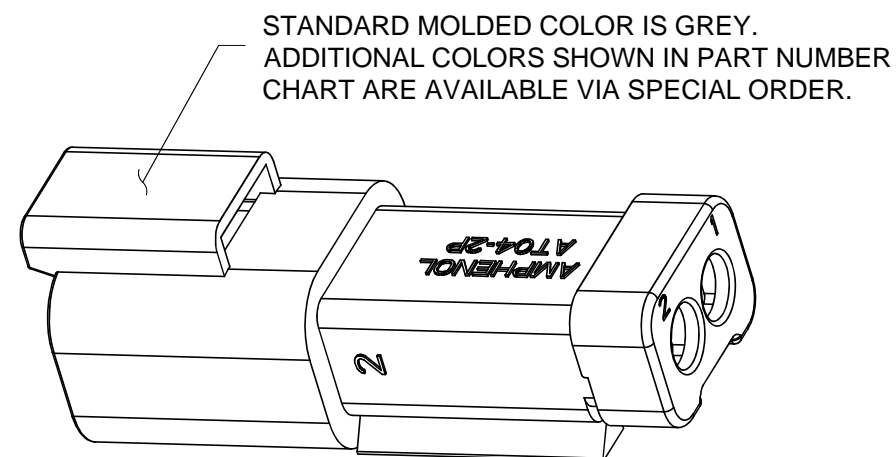 STANDARD MOLDED COLOR IS GREY.
ADDITIONAL COLORS SHOWN IN PART NUMBER
CHART ARE AVAILABLE VIA SPECIAL ORDER.
AMPHENOL
AT04-2P
1
2
2